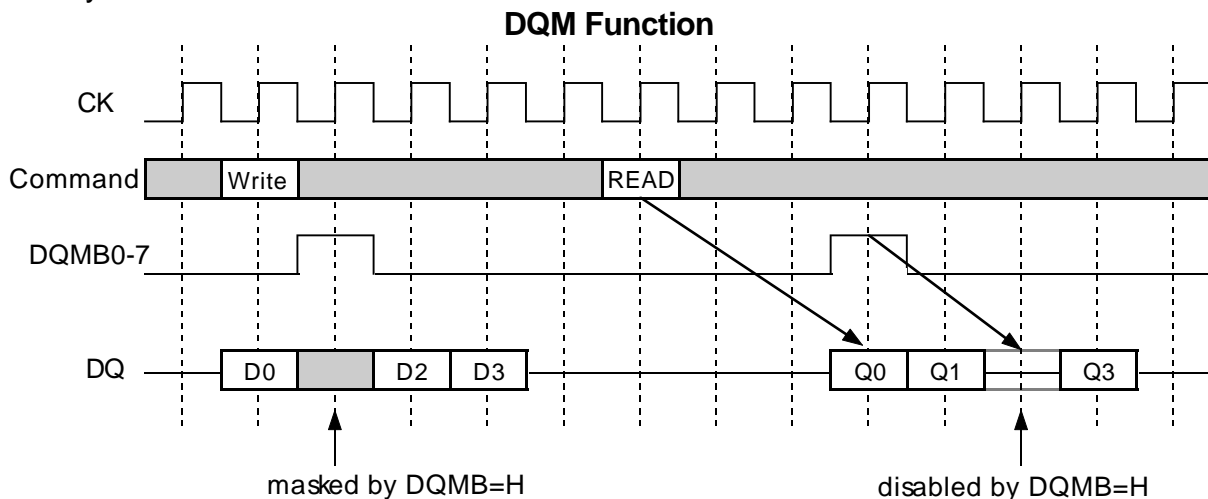 DQM Function
CK
Command Write READ
DQMB0-7
DQ D0 D2 D3 Q0 Q1 Q3
masked by DQMB=H disabled by DQMB=H